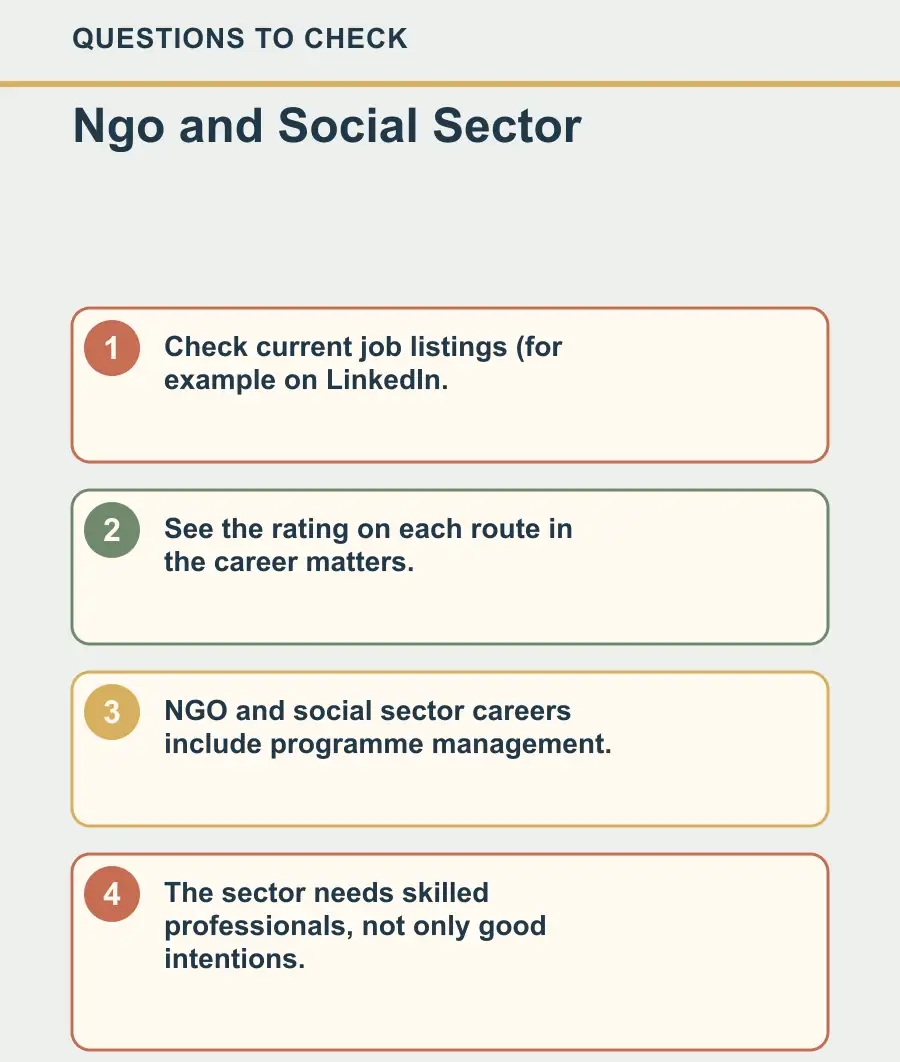 QUESTIONS TO CHECK
Ngo and Social Sector
1
Check current job listings (for
example on LinkedIn.
2
See the rating on each route in
the career matters.
3
NGO and social sector careers
include programme management.
4
The sector needs skilled
professionals, not only good
intentions.